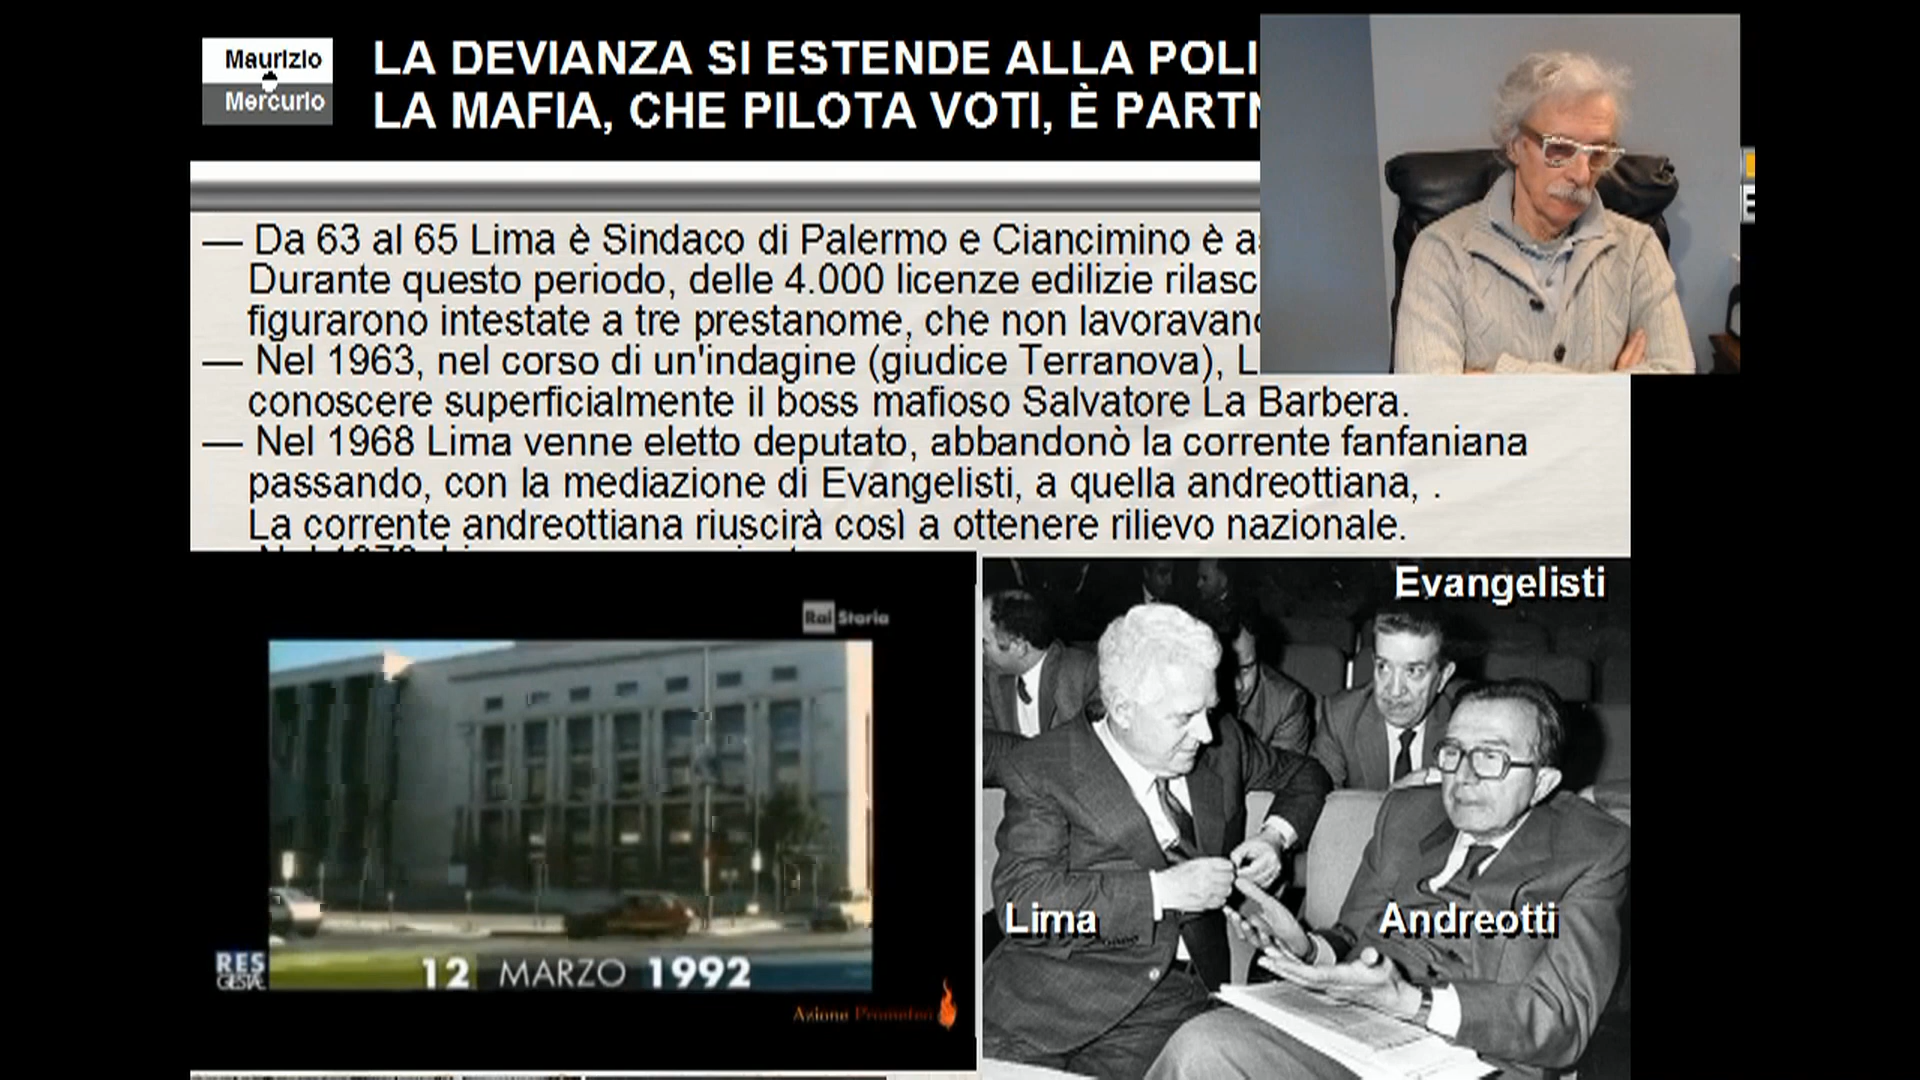 Maurizio
Mercurio
LA DEVIANZA SI ESTENDE ALLA POLI
LA MAFIA, CHE PILOTA VOTI, È PARTN
— Da 63 al 65 Lima è Sindaco di Palermo e Ciancimino è as
Durante questo periodo, delle 4.000 licenze edilizie rilasc
figurarono intestate a tre prestanome, che non lavoravano
— Nel 1963, nel corso di un'indagine (giudice Terranova), L
conoscere superficialmente il boss mafioso Salvatore La Barbera.
— Nel 1968 Lima venne eletto deputato, abbandonò la corrente fanfaniana
passando, con la mediazione di Evangelisti, a quella andreottiana, .
La corrente andreottiana riuscirà così a ottenere rilievo nazionale.
Rai Storia
RES
GESTAE
12 MARZO 1992
Azione Prometeo
Evangelisti
Lima
Andreotti